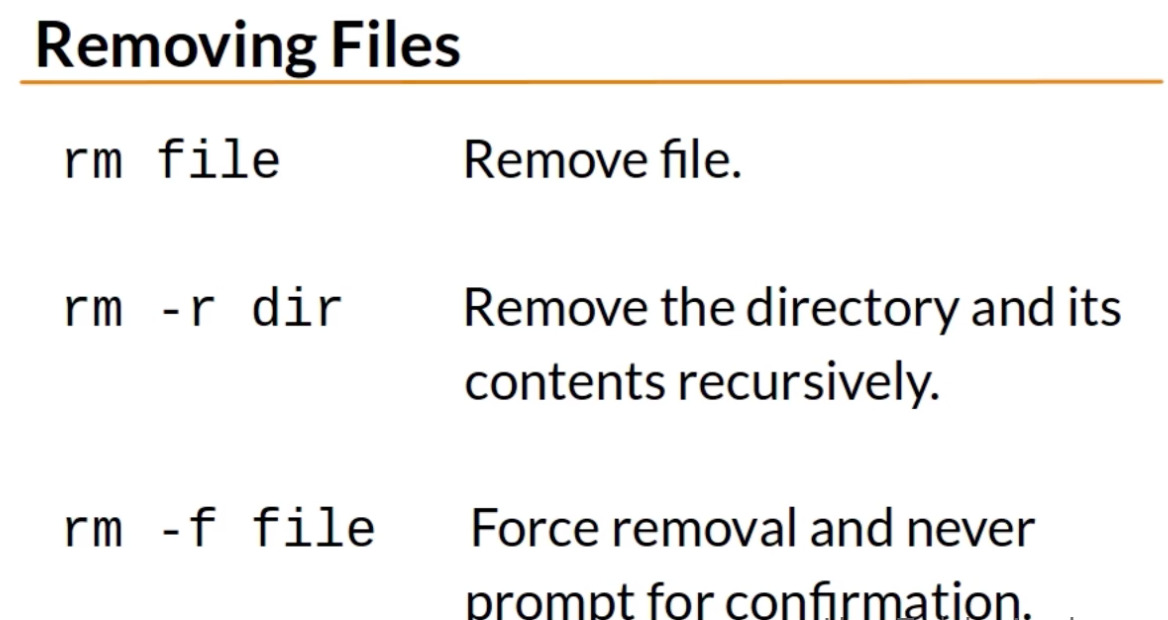 Removing Files
rm file Remove file.
rm -r dir Remove the directory and its
contents recursively.
rm -f file Force removal and never
prompt for confirmation.